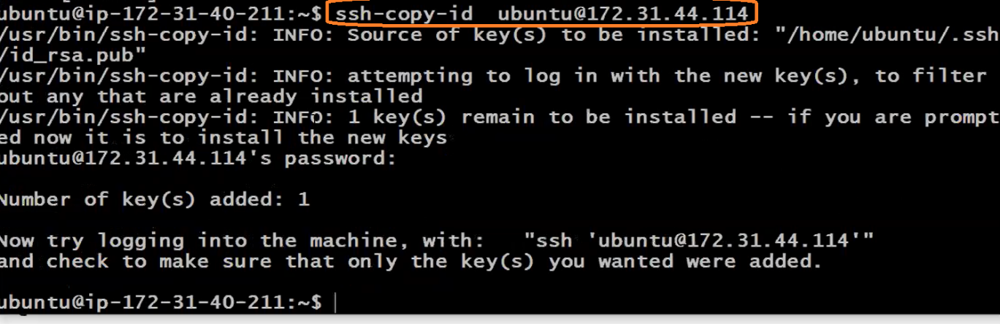 ubuntu@ip-172-31-40-211:~$ ssh-copy-id  ubuntu@172.31.44.114
/usr/bin/ssh-copy-id: INFO: Source of key(s) to be installed: "/home/ubuntu/.ssh
/id_rsa.pub"
/usr/bin/ssh-copy-id: INFO: attempting to log in with the new key(s), to filter
out any that are already installed
/usr/bin/ssh-copy-id: INFO: 1 key(s) remain to be installed -- if you are prompt
ed now it is to install the new keys
ubuntu@172.31.44.114's password:
Number of key(s) added: 1
Now try logging into the machine, with:   "ssh 'ubuntu@172.31.44.114'"
and check to make sure that only the key(s) you wanted were added.
ubuntu@ip-172-31-40-211:~$